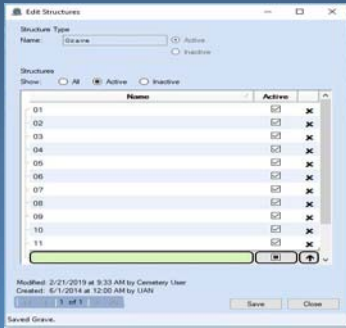 Edit Structures
Structure Type
Name: Grave Active
Inactive
Structures
Show: All Active Inactive
Name Active
01
02
03
04
05
06
07
08
09
10
11
Modified: 2/21/2019 at 9:33 AM by Cemetery User
Created: 6/1/2014 at 12:00 AM by UAN
1 of 1
Save Close
Saved Grave.